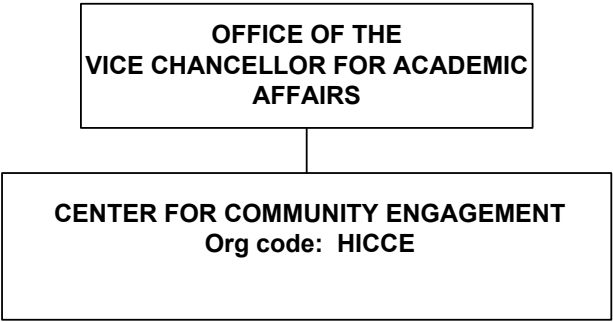 OFFICE OF THE
VICE CHANCELLOR FOR ACADEMIC
AFFAIRS
CENTER FOR COMMUNITY ENGAGEMENT
Org code:  HICCE